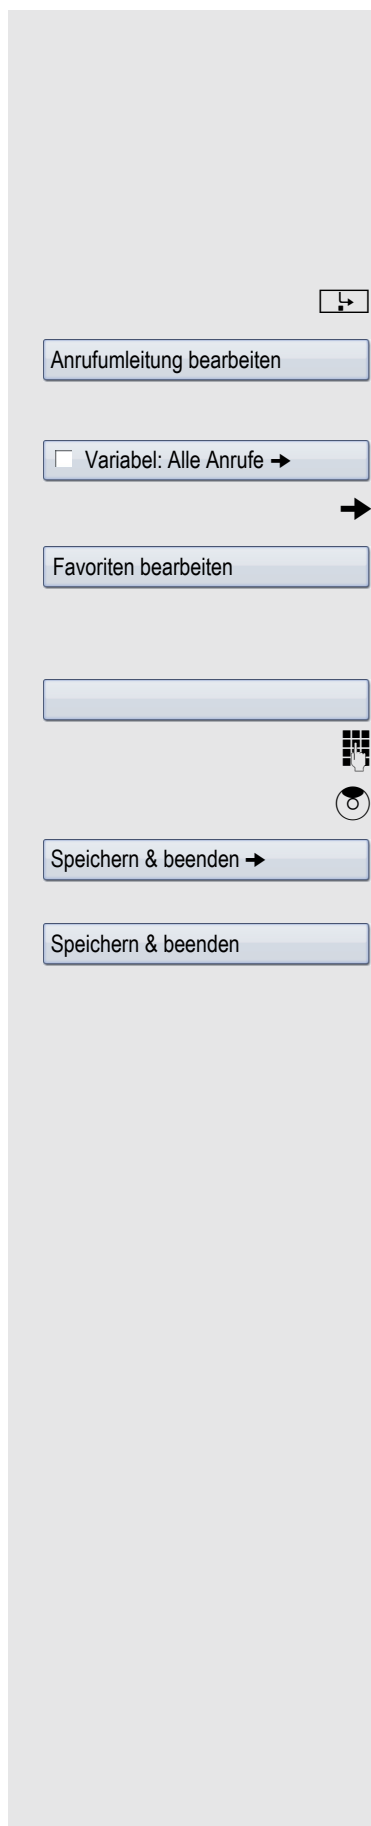 Anrufumleitung bearbeiten
Variabel: Alle Anrufe →
Favoriten bearbeiten
Speichern & beenden →
Speichern & beenden